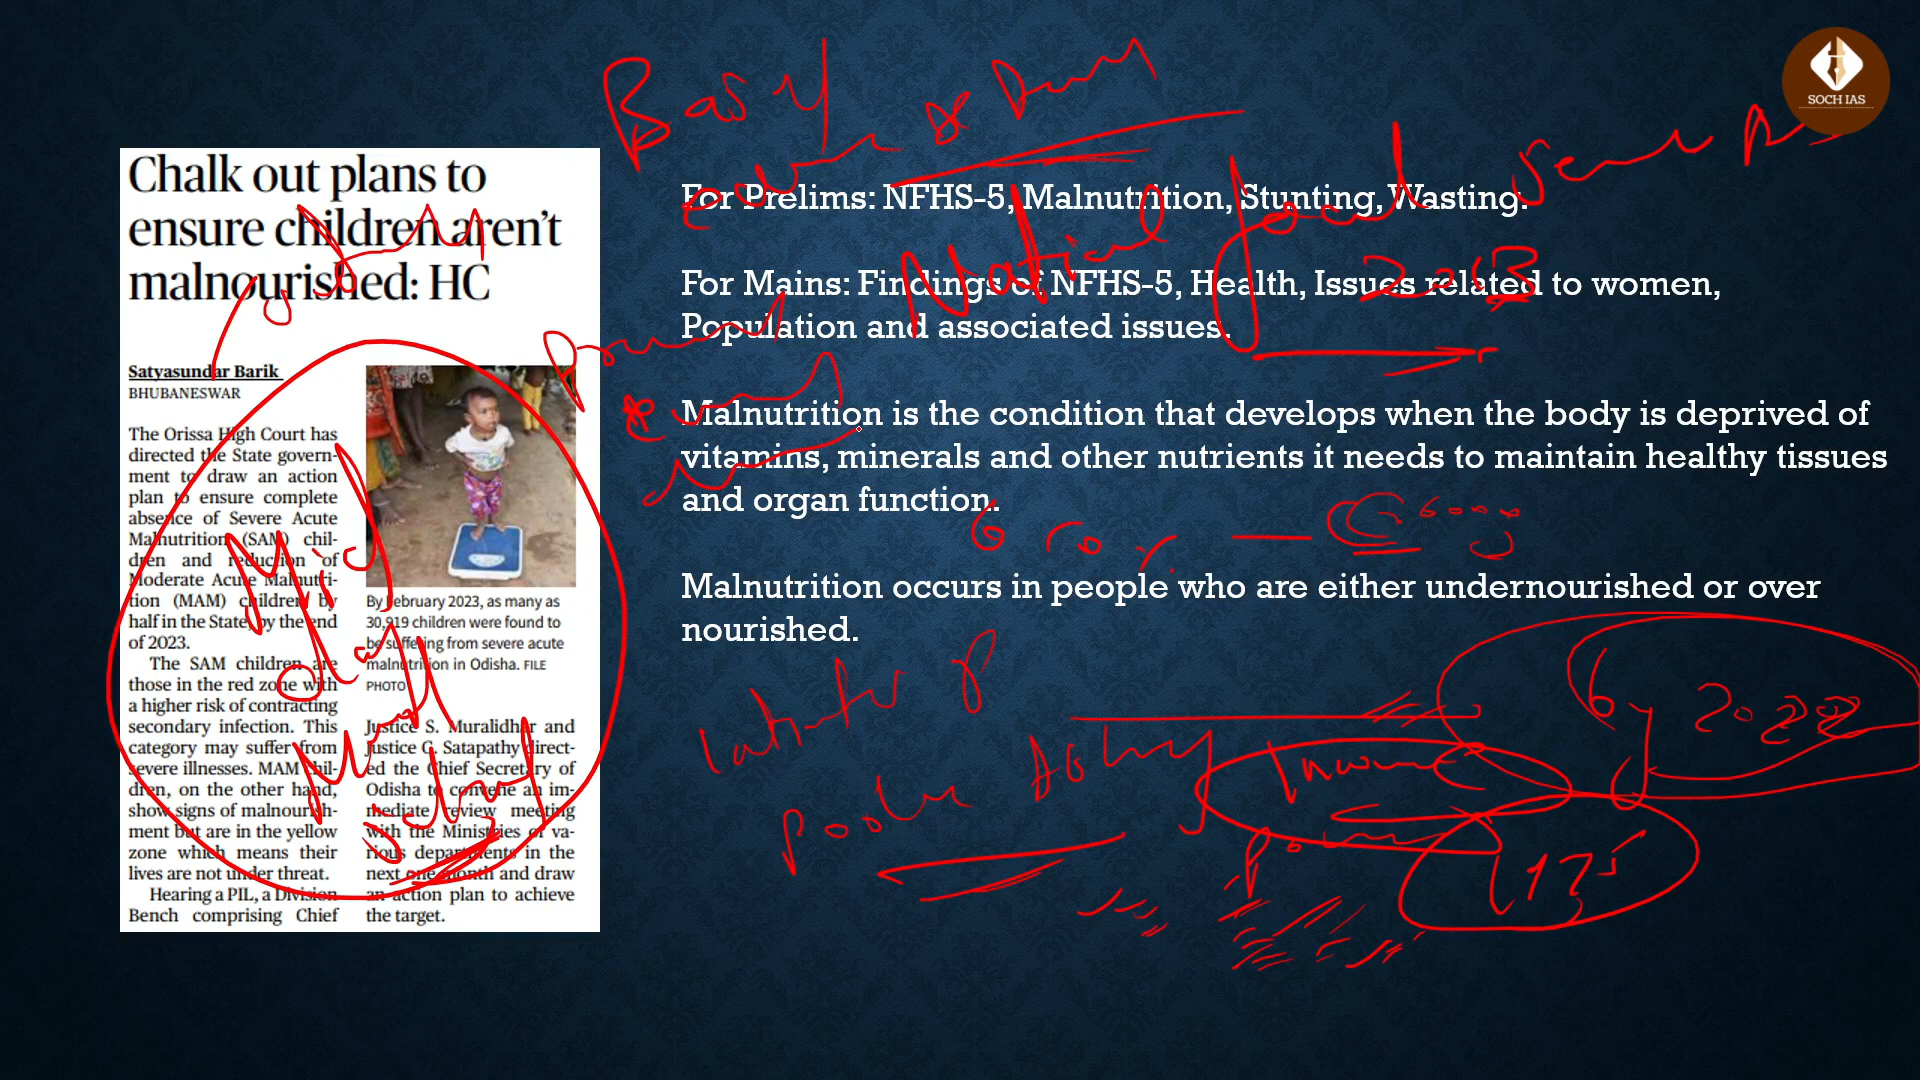 SOCH IAS
Chalk out plans to
ensure children aren't
malnourished: HC
Satyasundar Barik
BHUBANESWAR
The Orissa High Court has
directed the State govern-
ment to draw an action
plan to ensure complete
absence of Severe Acute
Malnutrition (SAM) chil-
dren and reduction of
Moderate Acute Malnutri-
tion (MAM) children by
half in the State, by the end
of 2023.
The SAM children are
those in the red zone with
a higher risk of contracting
secondary infection. This
category may suffer from
severe illnesses. MAM chil-
dren, on the other hand,
show signs of malnourish-
ment but are in the yellow
zone which means their
lives are not under threat.
Hearing a PIL, a Division
Bench comprising Chief
By February 2023, as many as
30,919 children were found to
be suffering from severe acute
malnutrition in Odisha. FILE
PHOTO
Justice S. Muralidhar and
Justice G. Satapathy direct-
ed the Chief Secretary of
Odisha to convene an im-
mediate review meeting
with the Ministries of va-
rious departments in the
next one month and draw
an action plan to achieve
the target.
For Prelims: NFHS-5, Malnutrition, Stunting, Wasting.
For Mains: Findings of NFHS-5, Health, Issues related to women,
Population and associated issues.
Malnutrition is the condition that develops when the body is deprived of
vitamins, minerals and other nutrients it needs to maintain healthy tissues
and organ function.
Malnutrition occurs in people who are either undernourished or over
nourished.
National food
2013
by 2022